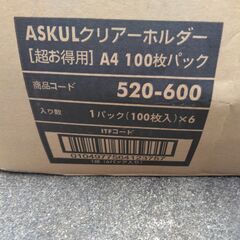 ASKULクリアーホルダー
［超お得用］A4 100枚パック
商品コード 520-600
入り数 1パック（100枚入）×6
ITFコード